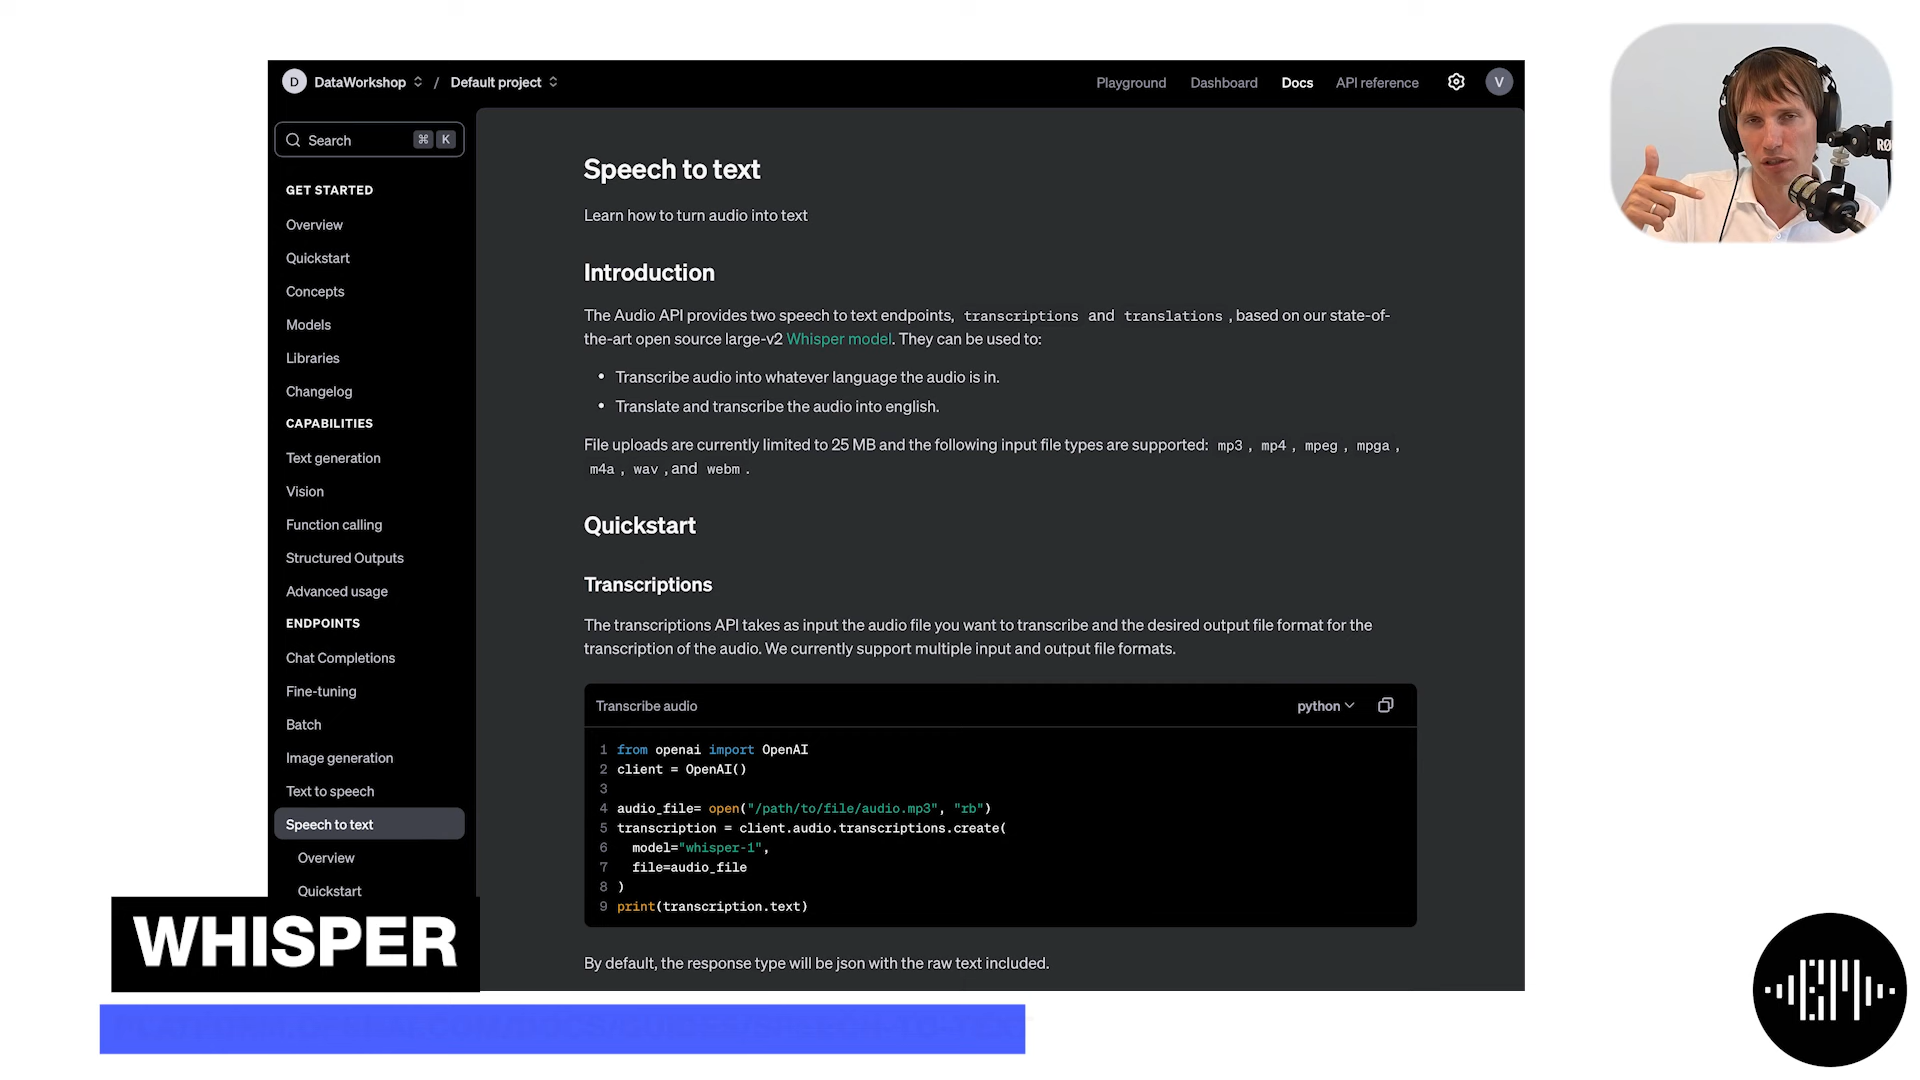 D DataWorkshop / Default project
Playground Dashboard Docs API reference V
Search ⌘ K
GET STARTED
Overview
Quickstart
Concepts
Models
Libraries
Changelog
CAPABILITIES
Text generation
Vision
Function calling
Structured Outputs
Advanced usage
ENDPOINTS
Chat Completions
Fine-tuning
Batch
Image generation
Text to speech
Speech to text
Overview
Quickstart
Speech to text
Learn how to turn audio into text
Introduction
The Audio API provides two speech to text endpoints, transcriptions and translations , based on our state-of-
the-art open source large-v2 Whisper model. They can be used to:
• Transcribe audio into whatever language the audio is in.
• Translate and transcribe the audio into english.
File uploads are currently limited to 25 MB and the following input file types are supported: mp3 , mp4 , mpeg , mpga ,
m4a , wav , and webm .
Quickstart
Transcriptions
The transcriptions API takes as input the audio file you want to transcribe and the desired output file format for the
transcription of the audio. We currently support multiple input and output file formats.
Transcribe audio python
1 from openai import OpenAI
2 client = OpenAI()
3
4 audio_file= open("/path/to/file/audio.mp3", "rb")
5 transcription = client.audio.transcriptions.create(
6 model="whisper-1",
7 file=audio_file
8 )
9 print(transcription.text)
By default, the response type will be json with the raw text included.
WHISPER